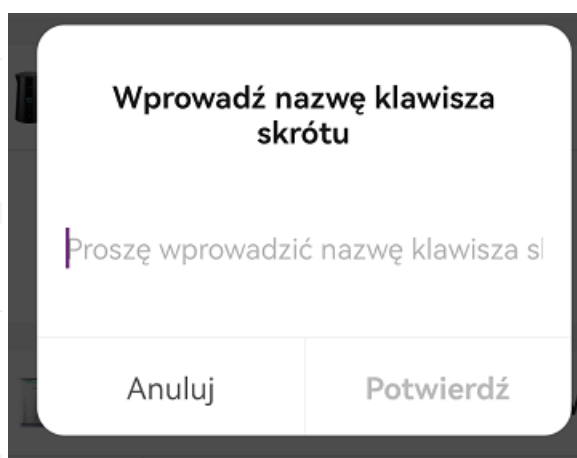 Wprowadź nazwę klawisza
skrótu
Proszę wprowadzić nazwę klawisza
Anuluj
Potwierdź